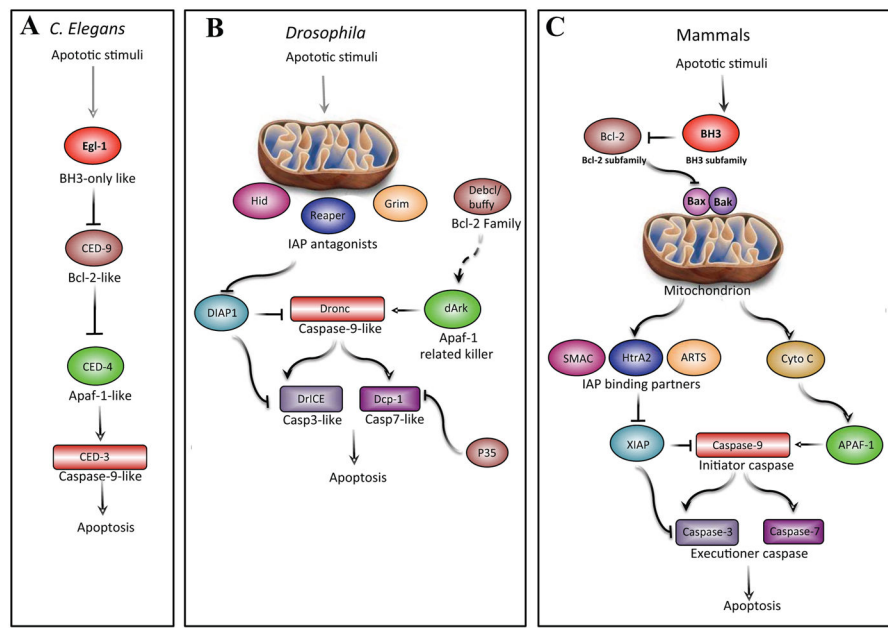 A C. Elegans
Apototic stimuli
Egl-1
BH3-only like
CED-9
Bcl-2-like
CED-4
Apaf-1-like
CED-3
Caspase-9-like
Apoptosis
B Drosophila
Apototic stimuli
Hid
Reaper
Grim
IAP antagonists
Debcl/
buffy
Bcl-2 Family
DIAP1
Dronc
Caspase-9-like
dArk
Apaf-1
related killer
DrICE
Casp3-like
Dcp-1
Casp7-like
P35
Apoptosis
C Mammals
Apototic stimuli
Bcl-2
Bcl-2 subfamily
BH3
BH3 subfamily
Bax
Bak
Mitochondrion
SMAC
HtrA2
ARTS
IAP binding partners
Cyto C
XIAP
Caspase-9
Initiator caspase
APAF-1
Caspase-3
Caspase-7
Executioner caspase
Apoptosis